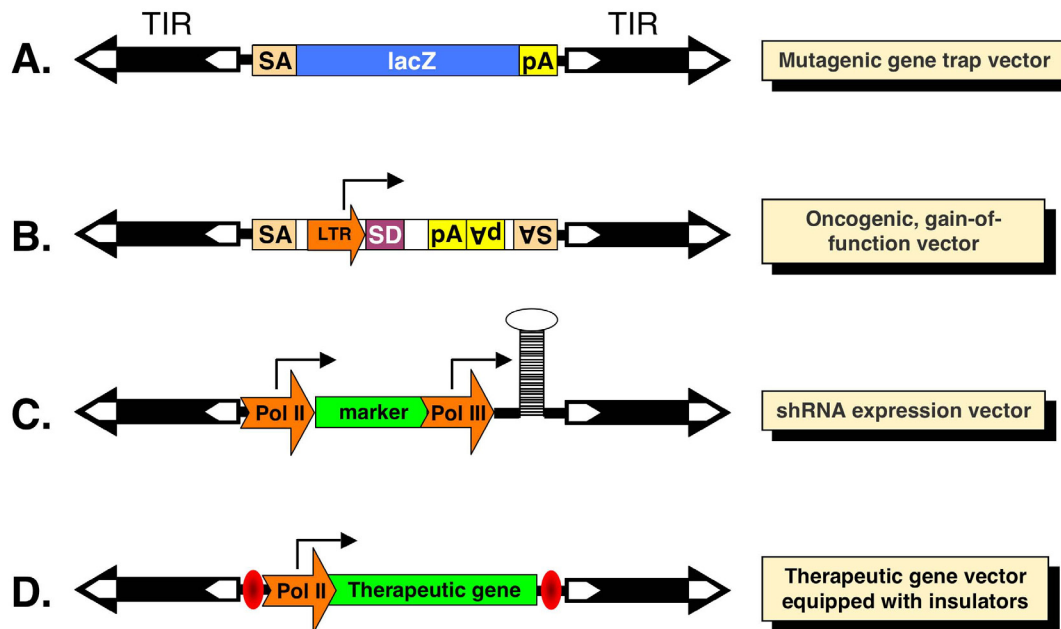 TIR
TIR
A.
SA
lacZ
pA
Mutagenic gene trap vector
B.
SA
LTR
SD
pA
pA
SA
Oncogenic, gain-of-
function vector
C.
Pol II
marker
Pol III
shRNA expression vector
D.
Pol II
Therapeutic gene
Therapeutic gene vector
equipped with insulators